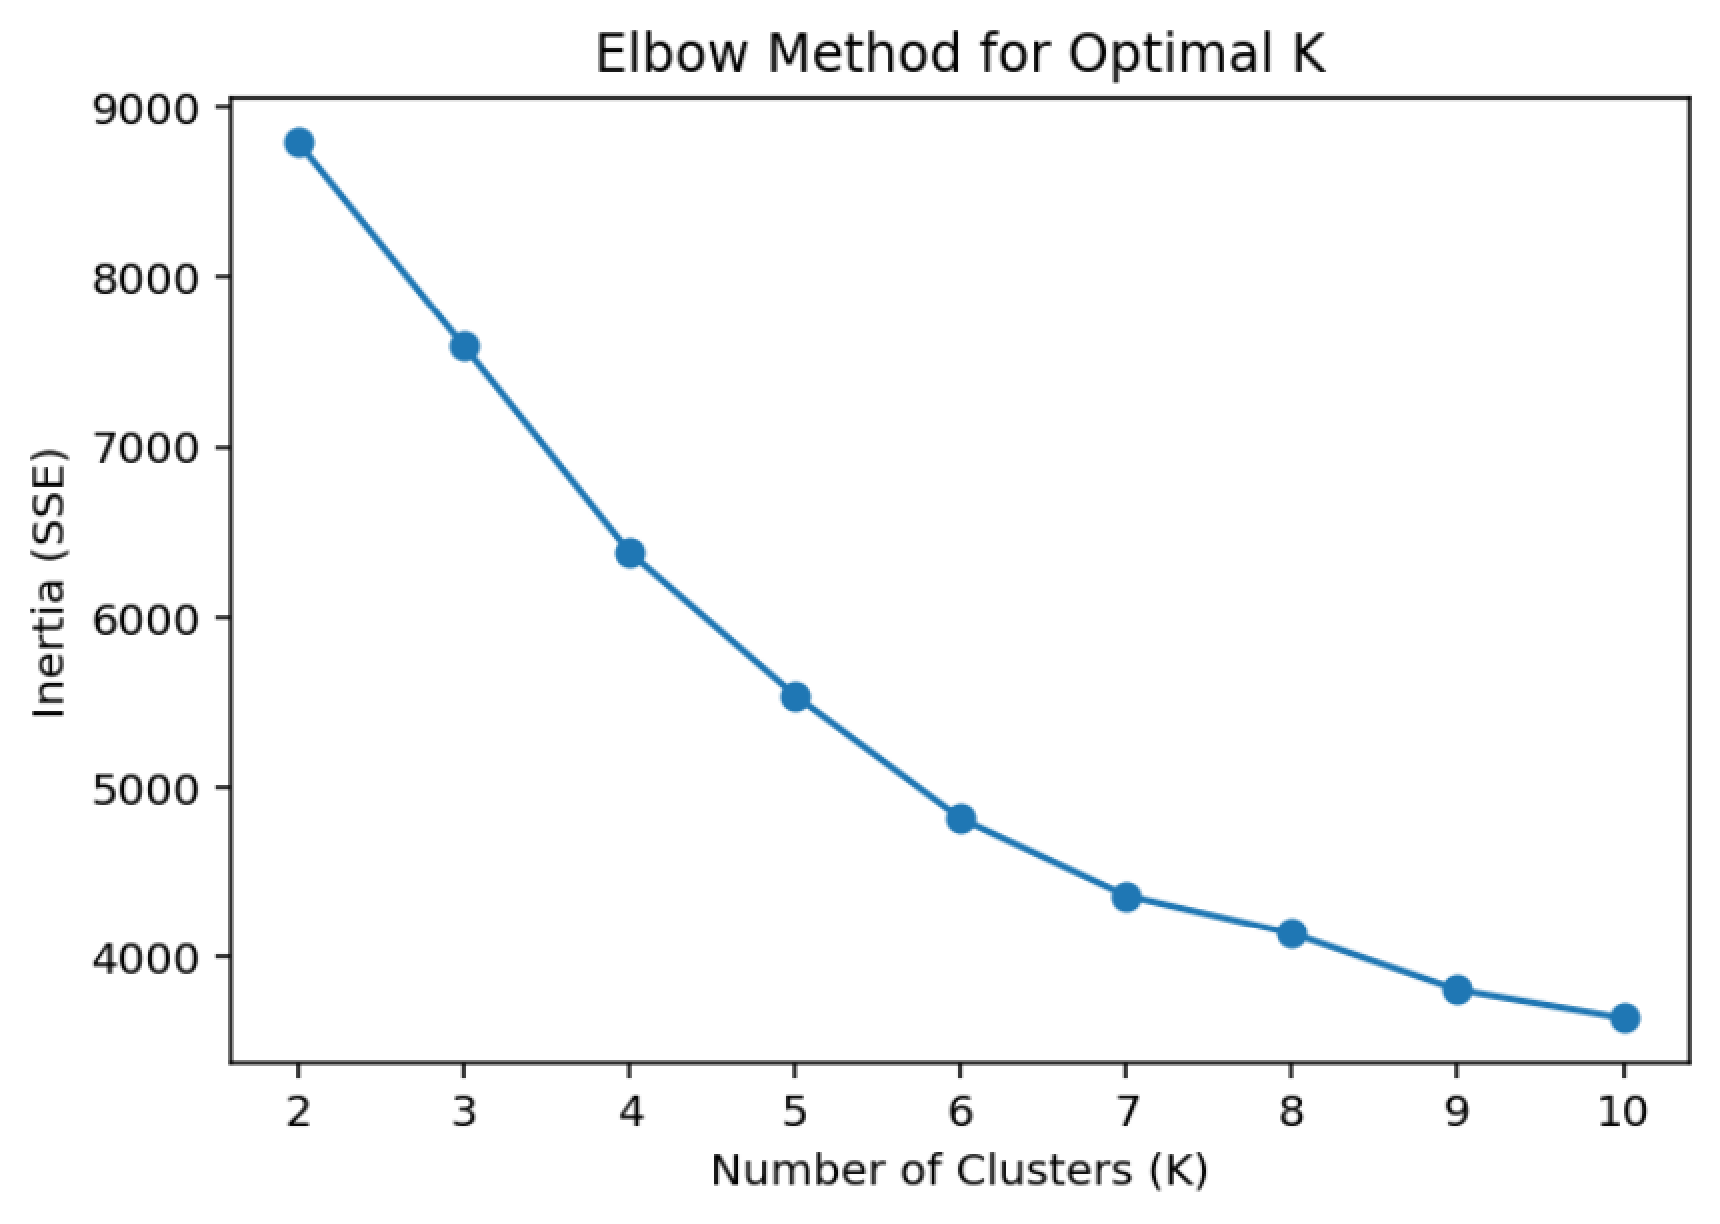 Elbow Method for Optimal K
9000
8000
7000
6000
5000
4000
Inertia (SSE)
2 3 4 5 6 7 8 9 10
Number of Clusters (K)